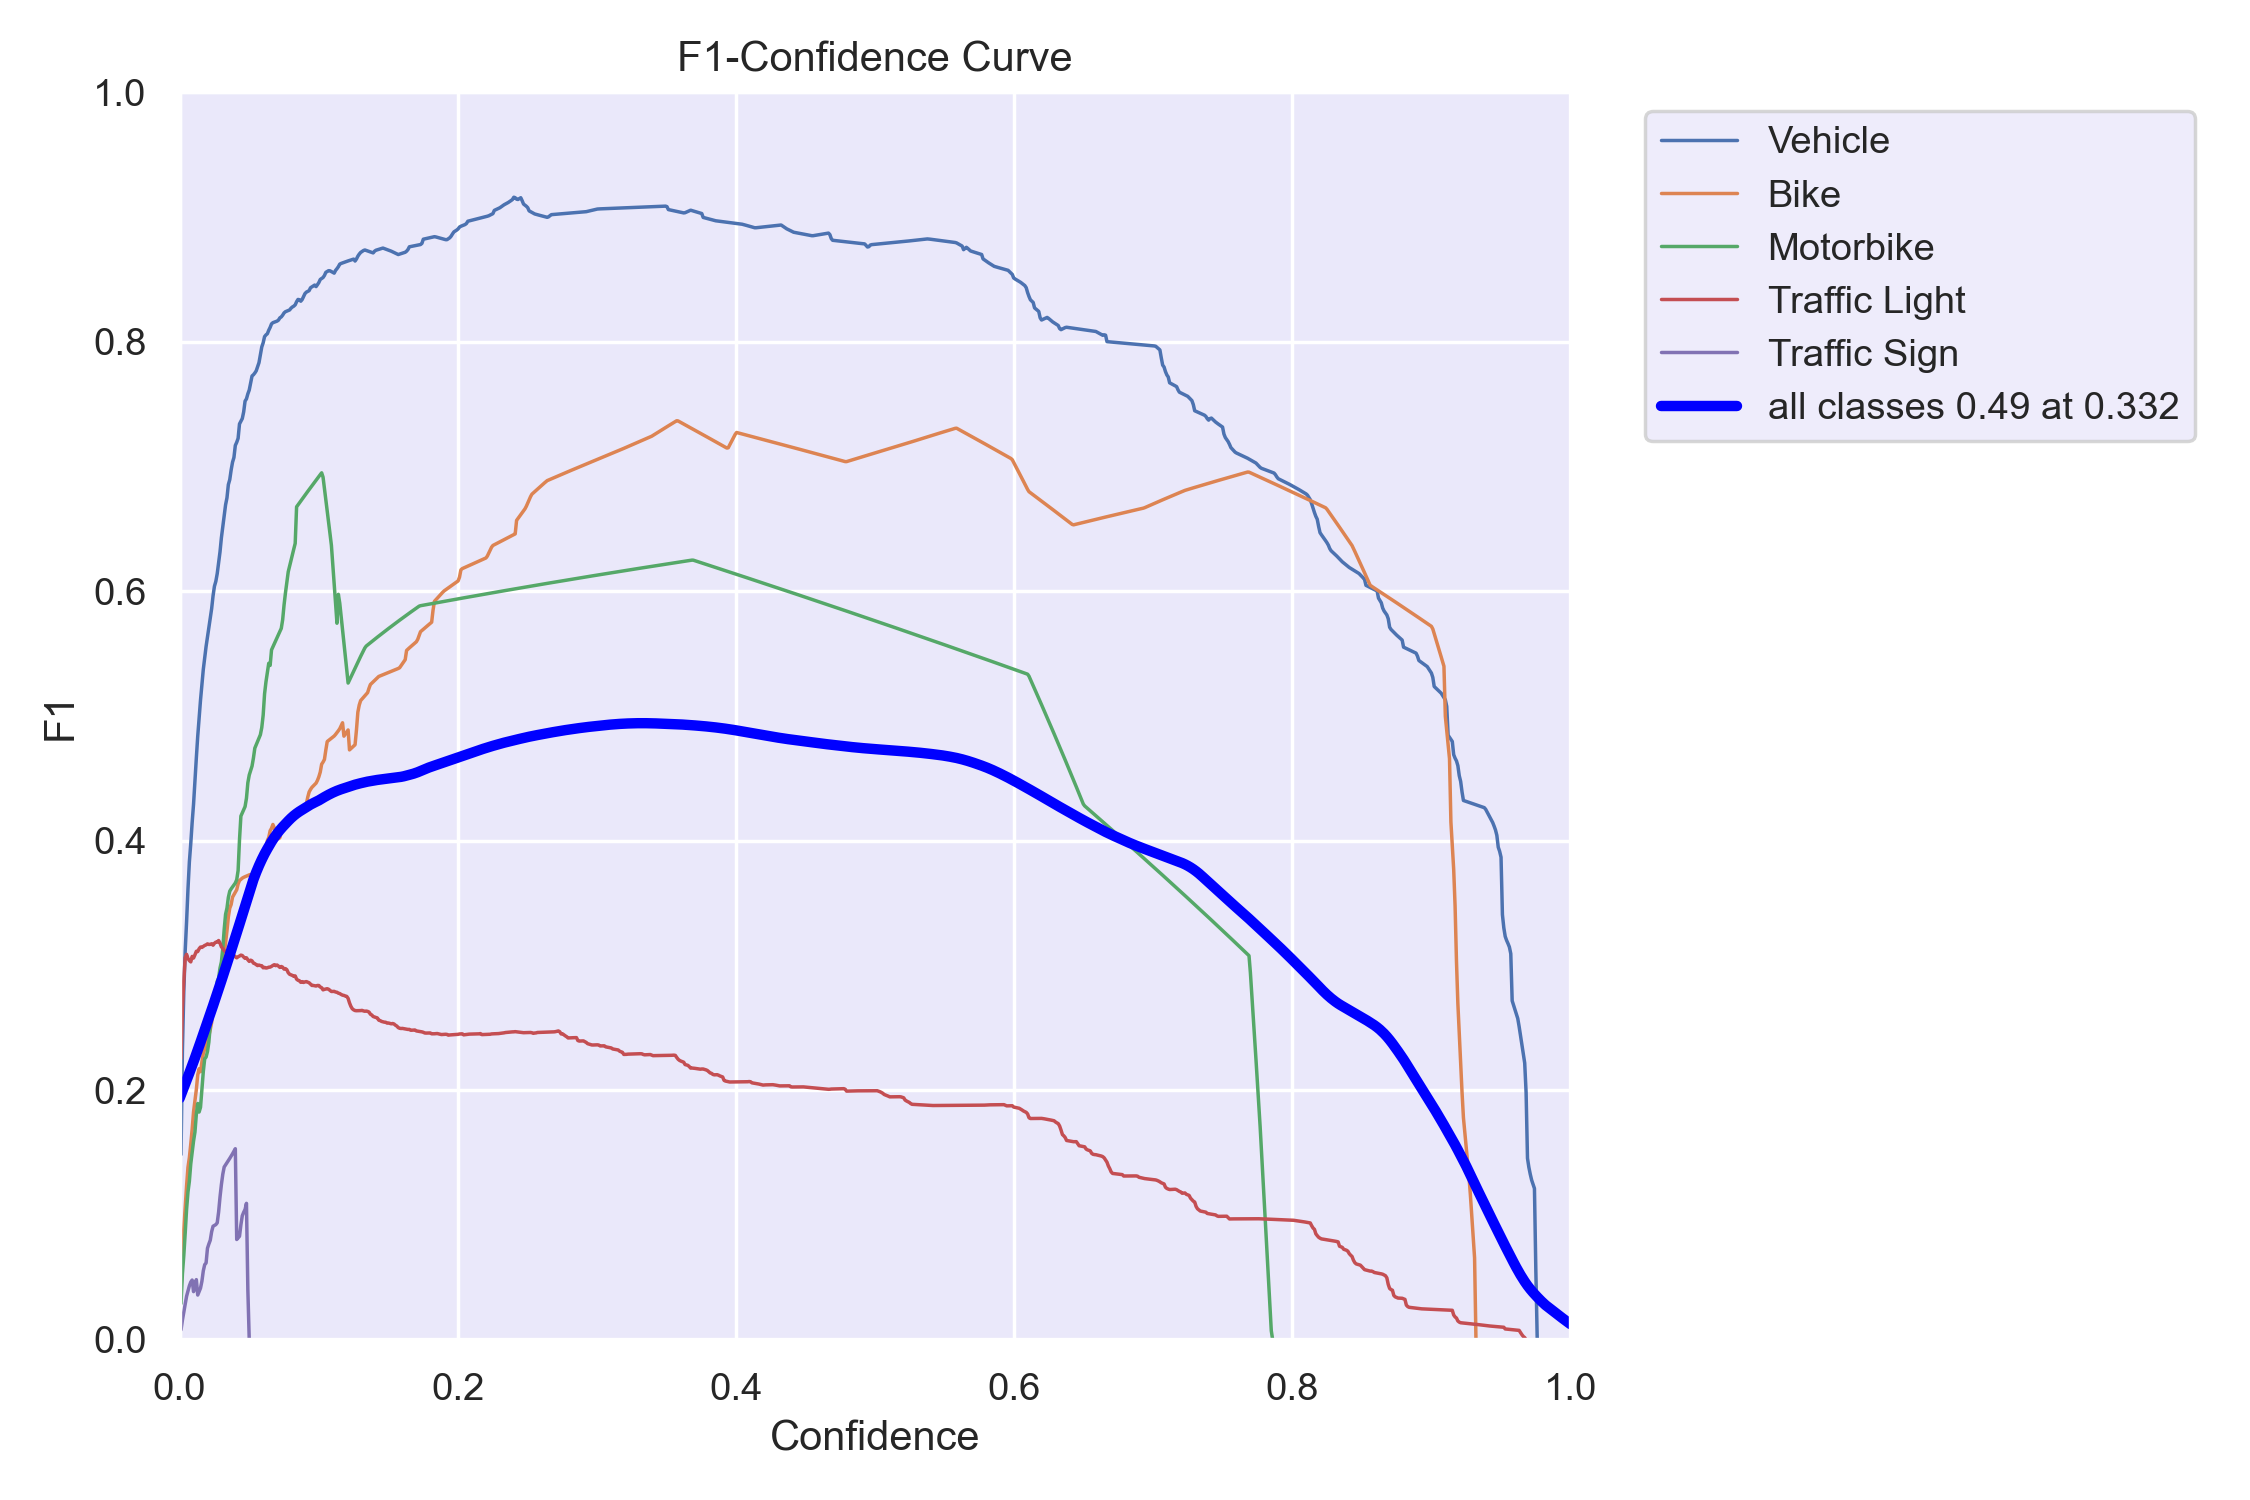 F1-Confidence Curve
1.0
0.8
0.6
0.4
0.2
0.0
F1
0.0 0.2 0.4 0.6 0.8 1.0
Confidence
Vehicle
Bike
Motorbike
Traffic Light
Traffic Sign
all classes 0.49 at 0.332